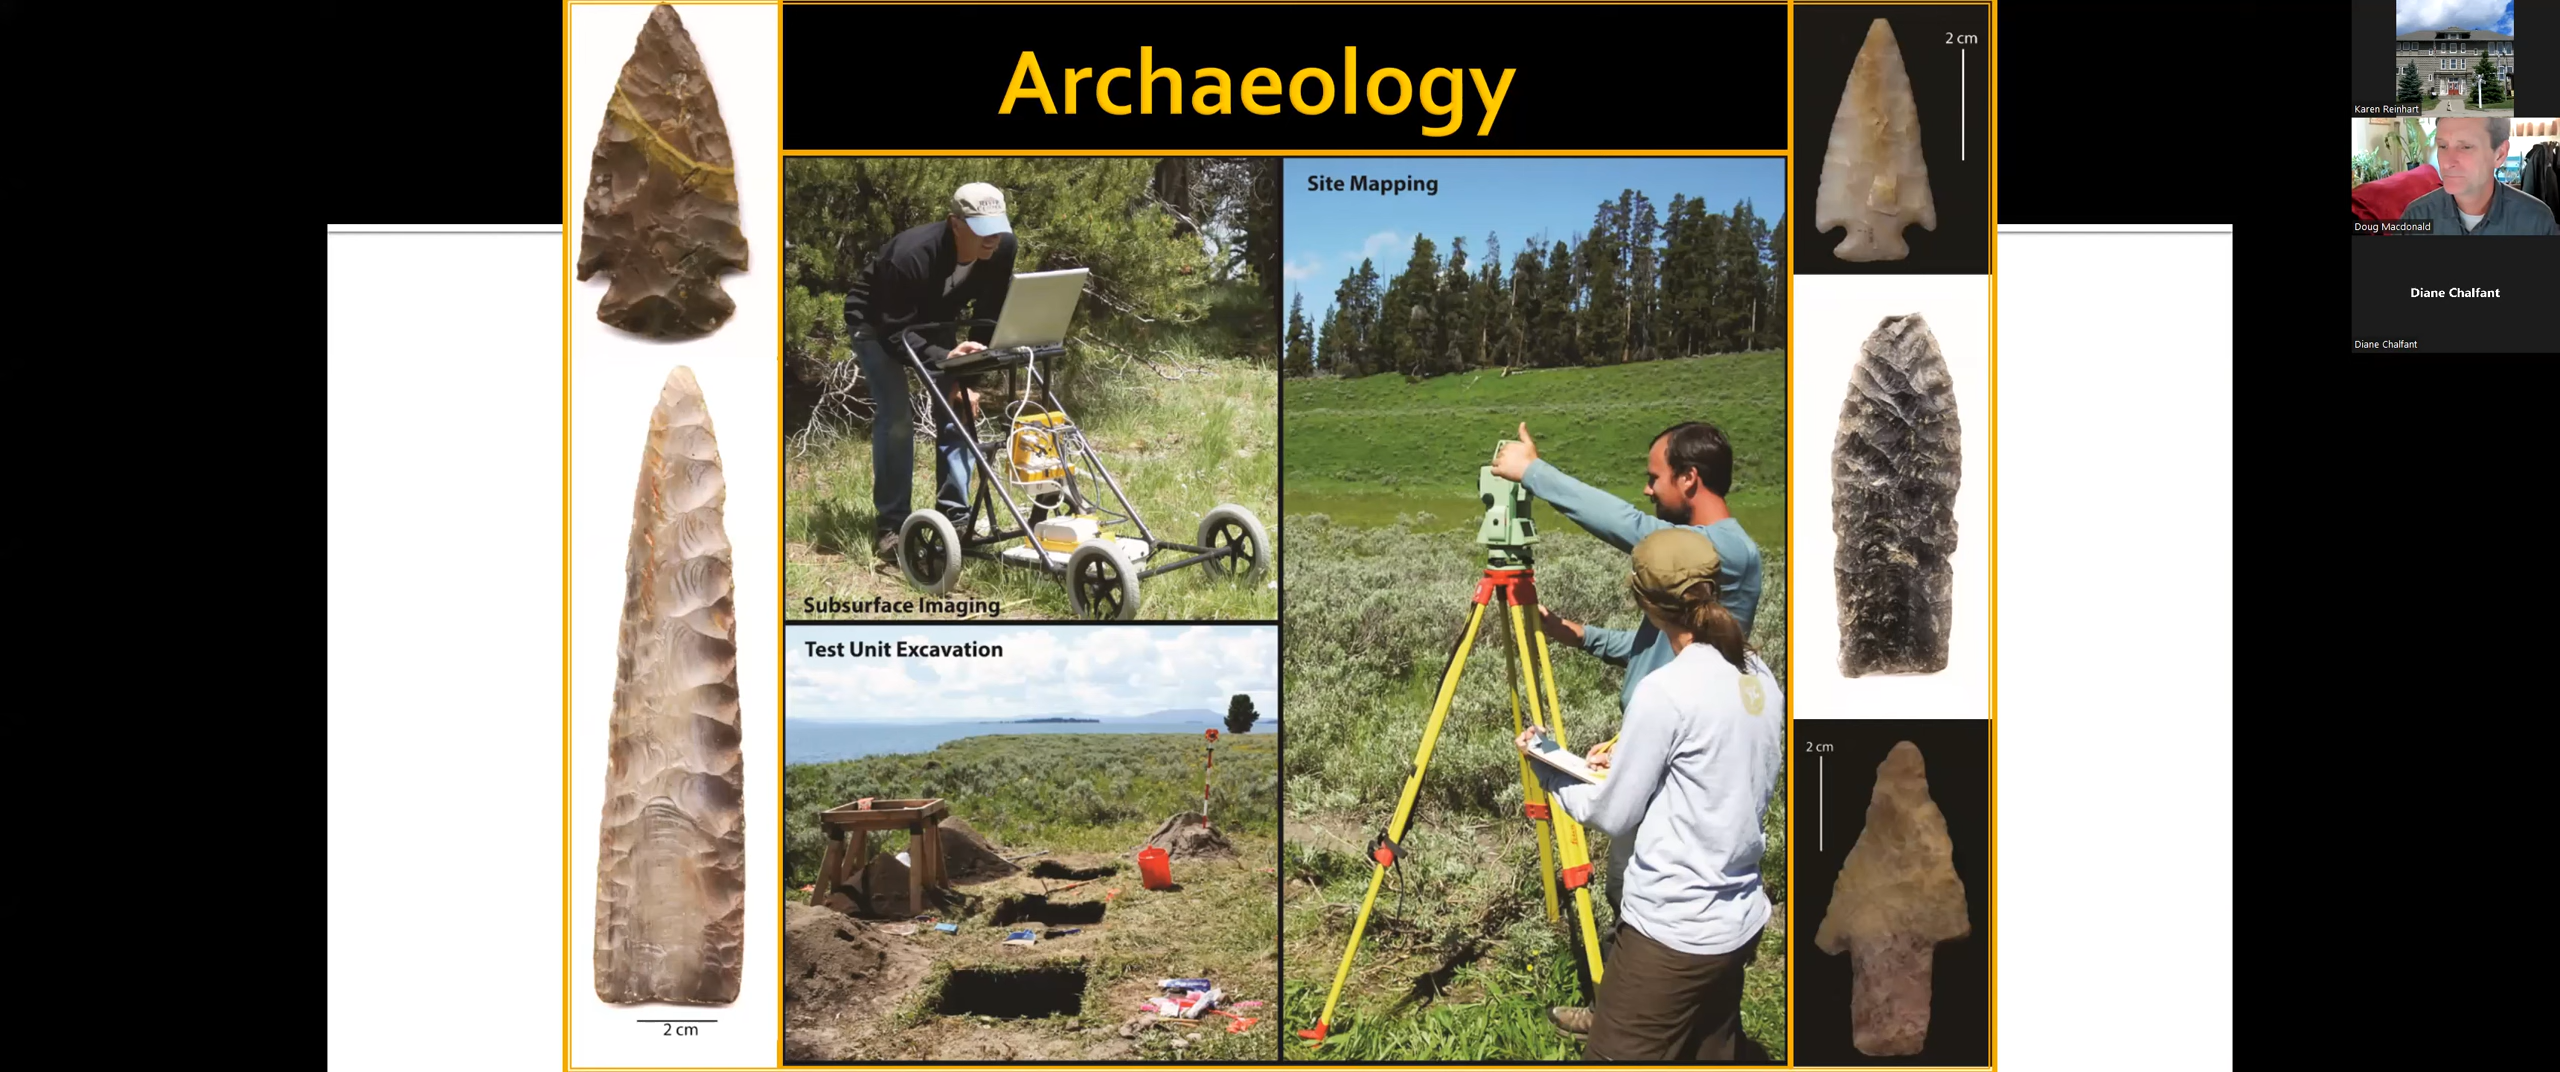 Archaeology
2 cm
Site Mapping
Subsurface Imaging
Test Unit Excavation
2 cm
2 cm
Karen Reinhart
Doug Macdonald
Diane Chalfant
Diane Chalfant